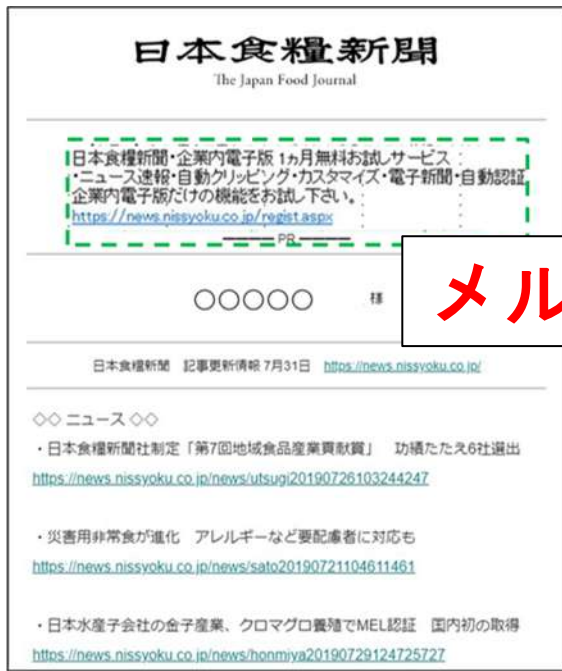 日本食糧新聞
The Japan Food Journal
日本食糧新聞・企業内電子版 1ヵ月無料お試しサービス
・ニュース速報・自動クリッピング・カスタマイズ・電子新聞・自動認証
企業内電子版だけの機能をお試し下さい。
https://news.nissyoku.co.jp/regist.aspx
PR
○○○○○ 様
メル
日本食糧新聞 記事更新情報 7月31日 https://news.nissyoku.co.jp/
◇◇ ニュース ◇◇
・日本食糧新聞社制定「第7回地域食品産業貢献賞」 功績たたえ6社選出
https://news.nissyoku.co.jp/news/utsugi20190726103244247
・災害用非常食が進化 アレルギーなど要配慮者に対応も
https://news.nissyoku.co.jp/news/sato20190721104611461
・日本水産子会社の金子産業、クロマグロ養殖でMEL認証 国内初の取得
https://news.nissyoku.co.jp/news/honmiya20190729124725727